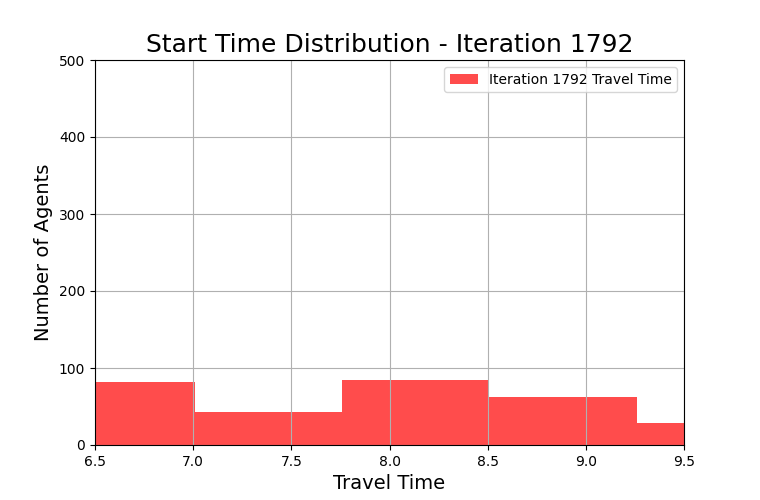 Start Time Distribution - Iteration 1792
Iteration 1792 Travel Time
Number of Agents
500
400
300
200
100
0
6.5 7.0 7.5 8.0 8.5 9.0 9.5
Travel Time